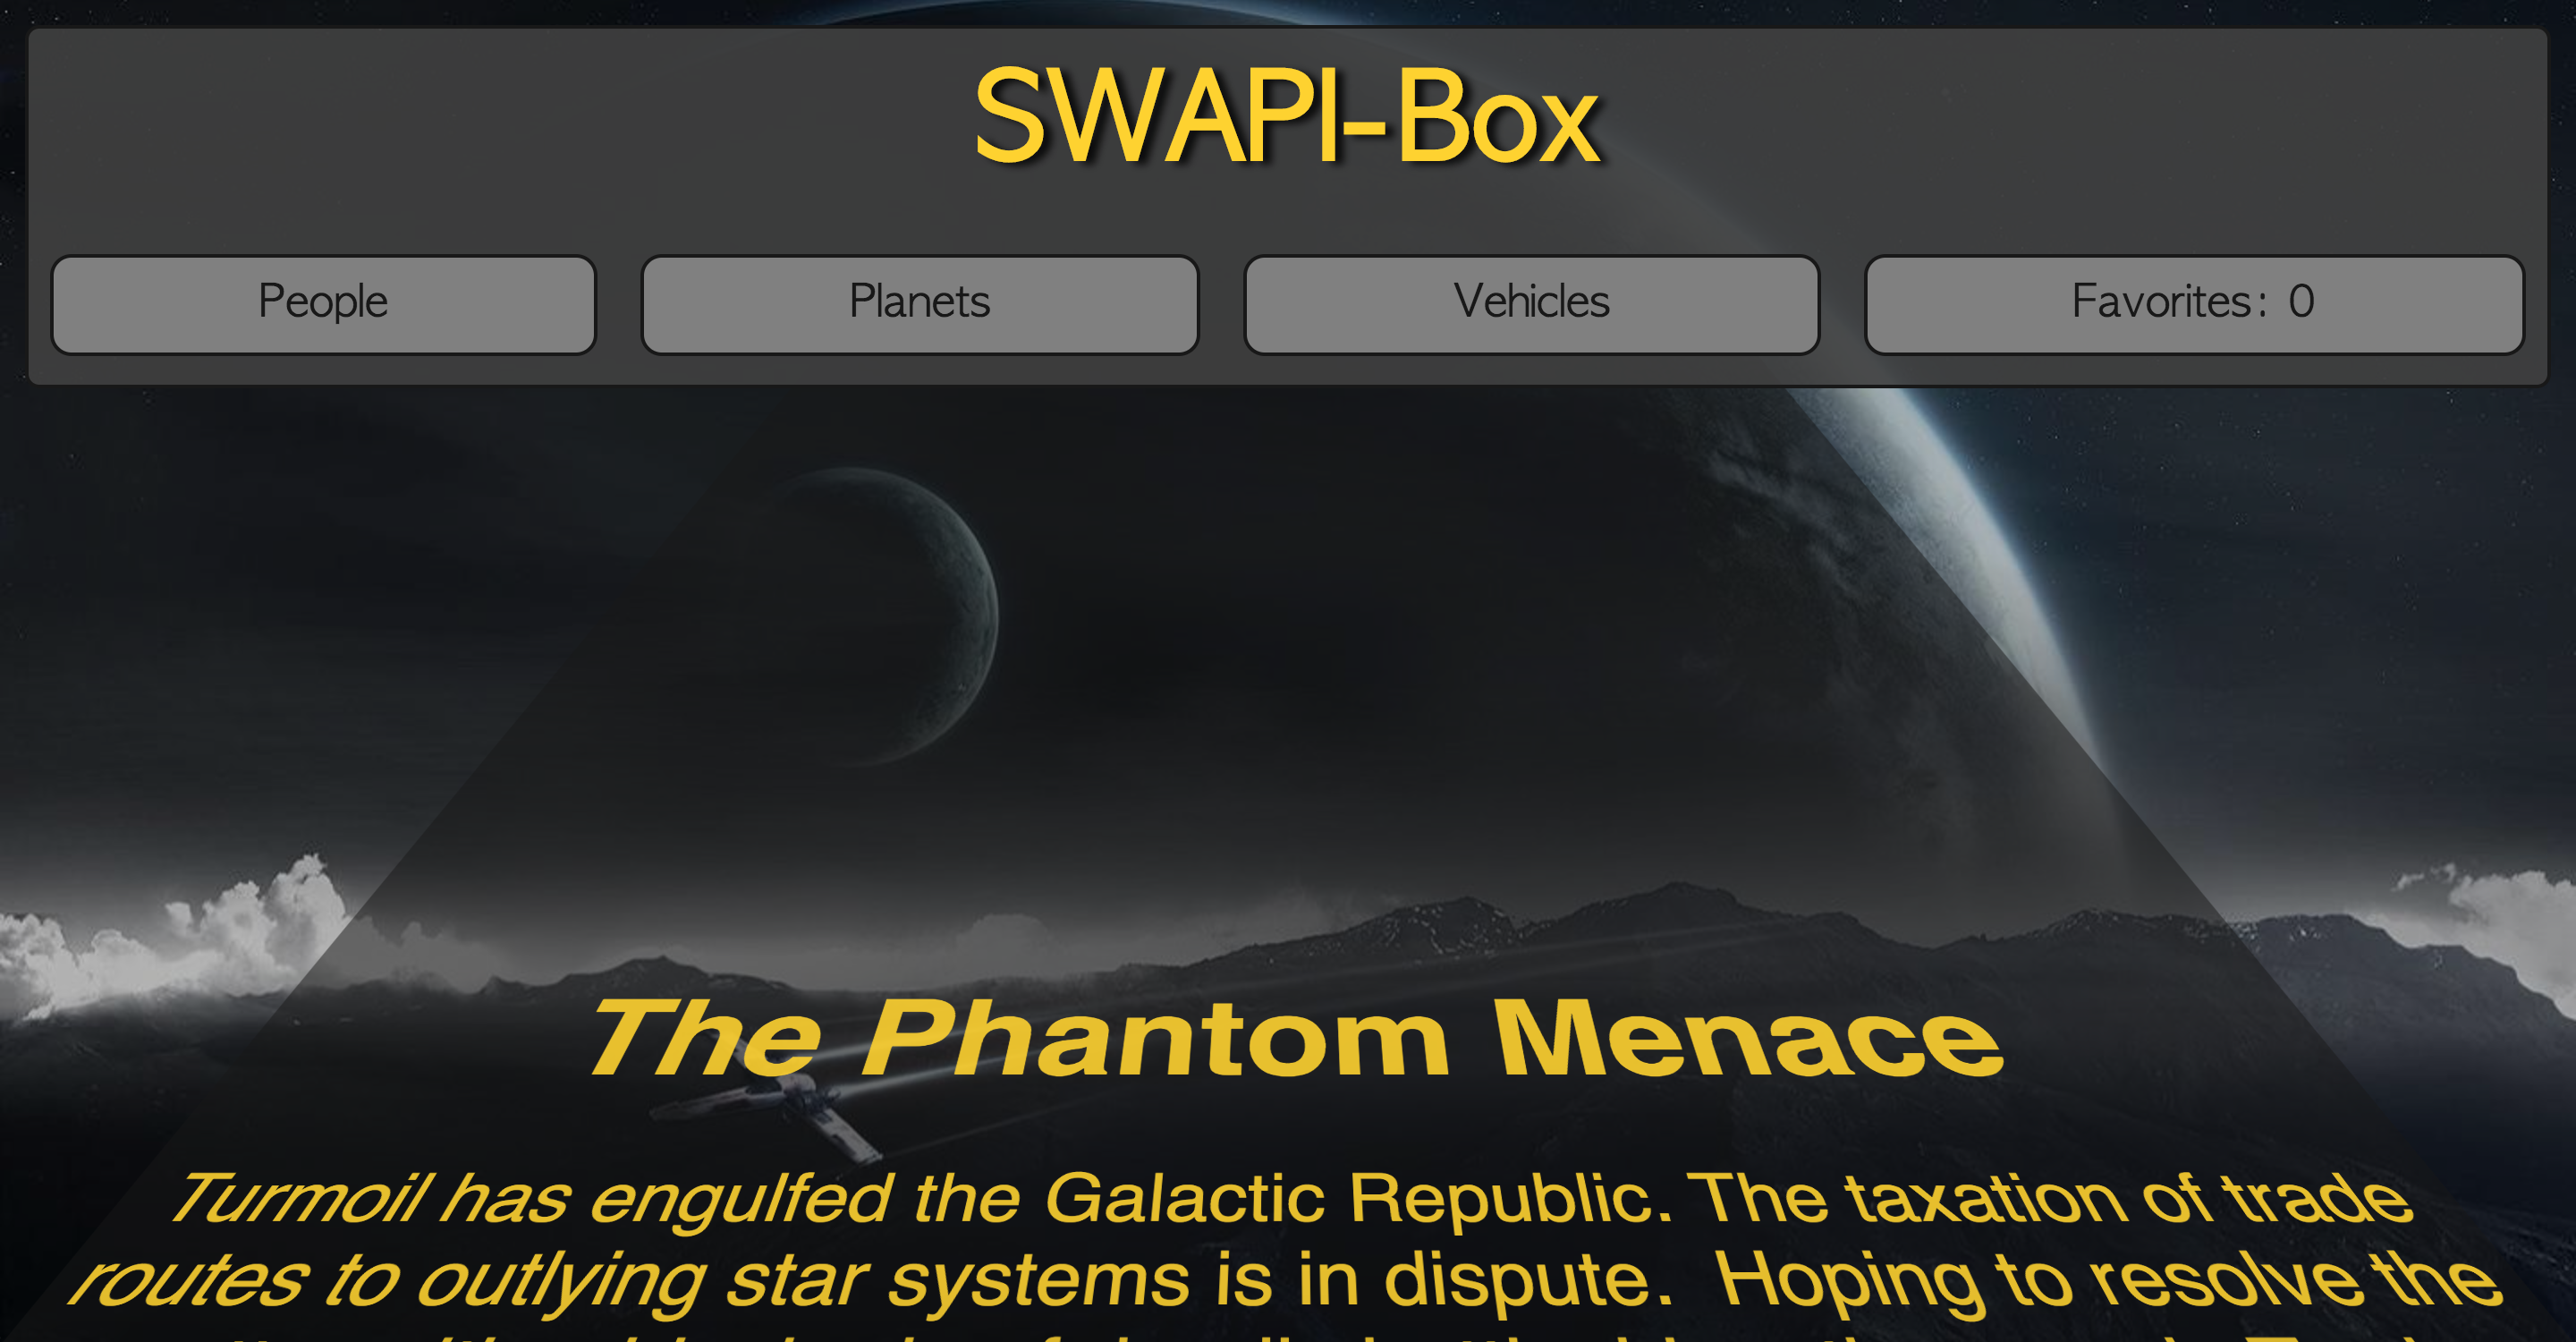 SWAPI-Box
People
Planets
Vehicles
Favorites: 0
The Phantom Menace
Turmoil has engulfed the Galactic Republic. The taxation of trade
routes to outlying star systems is in dispute.  Hoping to resolve the